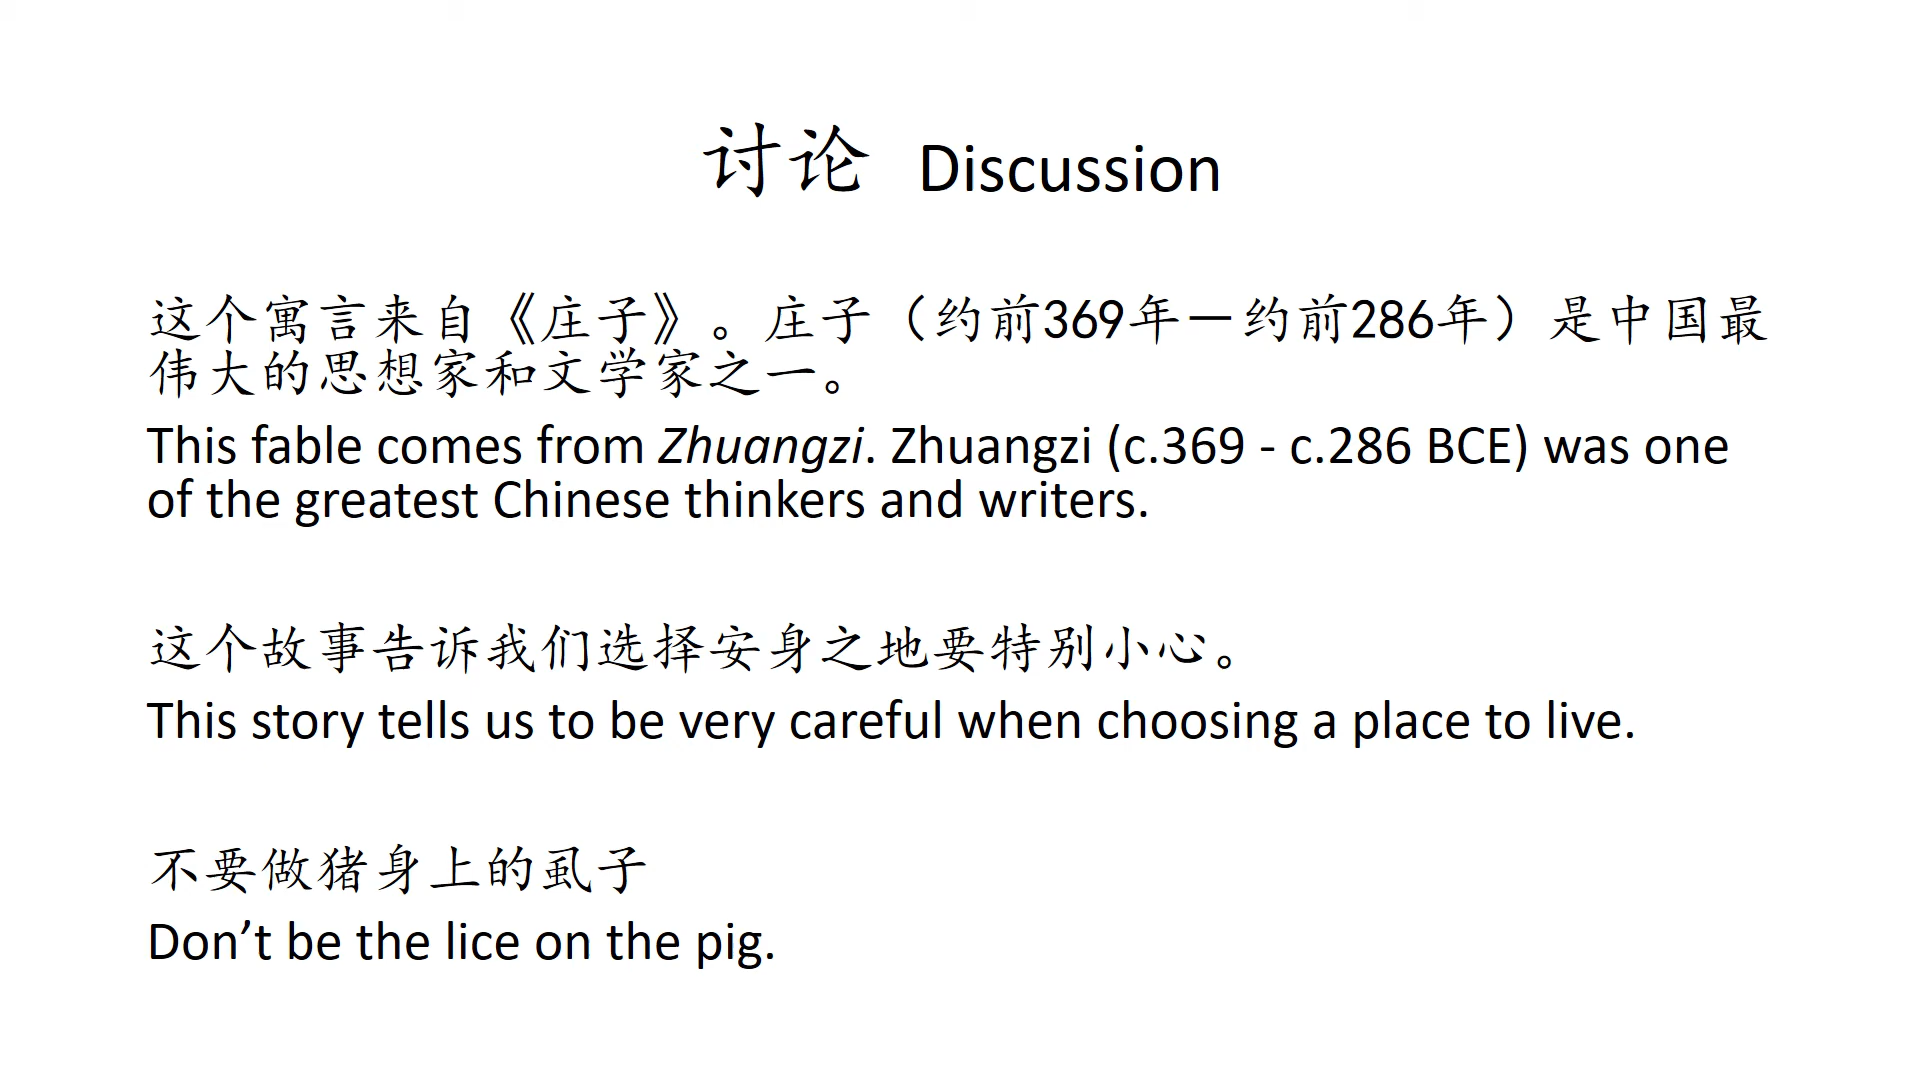 讨论 Discussion
这个寓言来自《庄子》。庄子（约前369年—约前286年）是中国最
伟大的思想家和文学家之一。
This fable comes from Zhuangzi. Zhuangzi (c.369 - c.286 BCE) was one
of the greatest Chinese thinkers and writers.
这个故事告诉我们选择安身之地要特别小心。
This story tells us to be very careful when choosing a place to live.
不要做猪身上的虱子
Don’t be the lice on the pig.